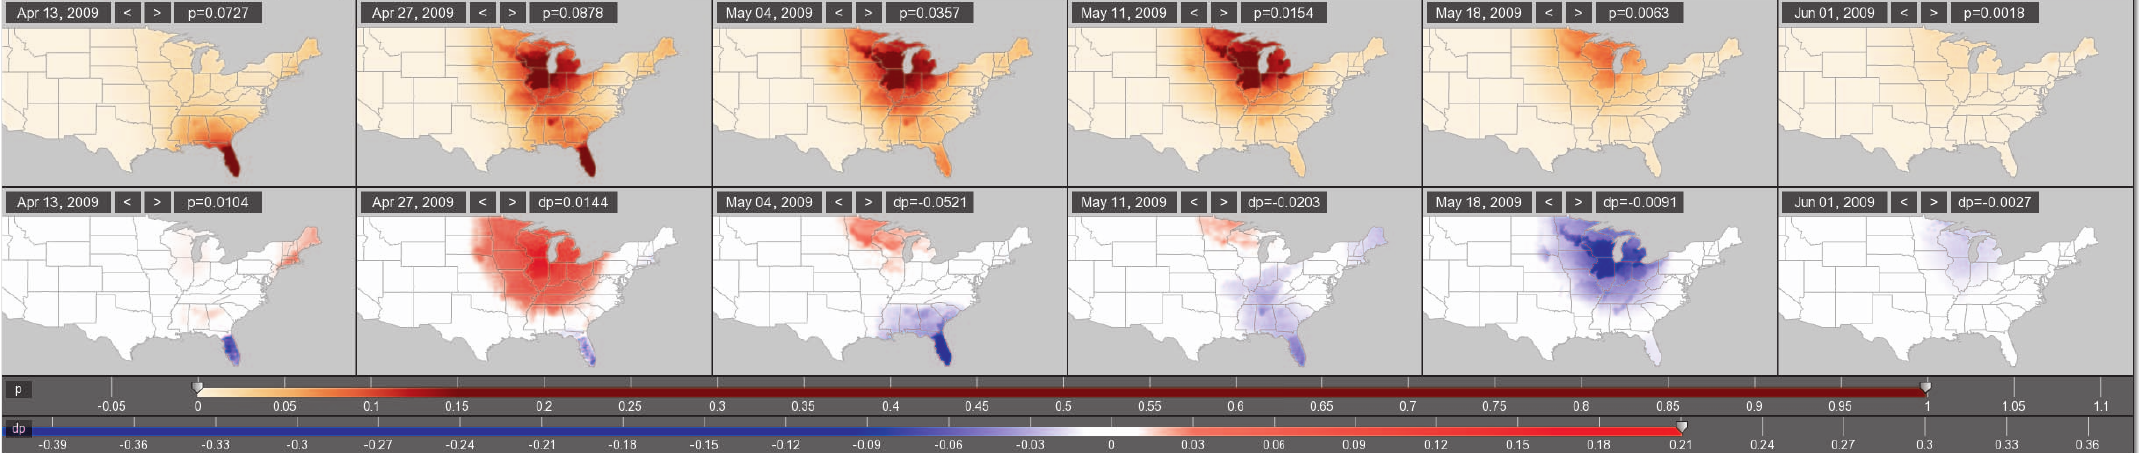 Apr 13, 2009 < > p=0.0727 Apr 27, 2009 < > p=0.0878 May 04, 2009 < > p=0.0357 May 11, 2009 < > p=0.0154 May 18, 2009 < > p=0.0063 Jun 01, 2009 < > p=0.0018
Apr 13, 2009 < > p=0.0104 Apr 27, 2009 < > dp=0.0144 May 04, 2009 < > dp=-0.0521 May 11, 2009 < > dp=-0.0203 May 18, 2009 < > dp=-0.0091 Jun 01, 2009 < > dp=-0.0027
p
-0.05 0 0.05 0.1 0.15 0.2 0.25 0.3 0.35 0.4 0.45 0.5 0.55 0.6 0.65 0.7 0.75 0.8 0.85 0.9 0.95 1 1.05 1.1
dp
-0.39 -0.36 -0.33 -0.3 -0.27 -0.24 -0.21 -0.18 -0.15 -0.12 -0.09 -0.06 -0.03 0 0.03 0.06 0.09 0.12 0.15 0.18 0.21 0.24 0.27 0.3 0.33 0.36